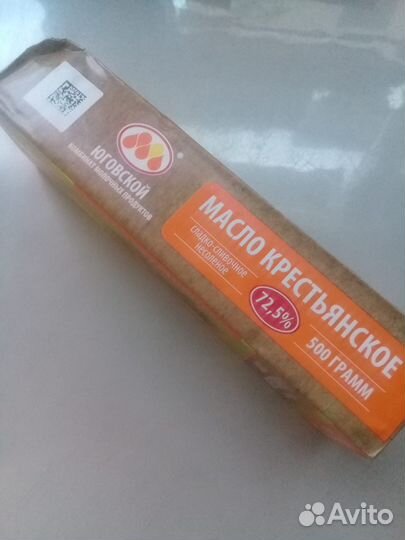 ЮГОВСКОЙ
КОМБИНАТ МОЛОЧНЫХ ПРОДУКТОВ
МАСЛО КРЕСТЬЯНСКОЕ
СЛАДКО-СЛИВОЧНОЕ
НЕСОЛЕНОЕ
72,5%
500 ГРАММ
Avito